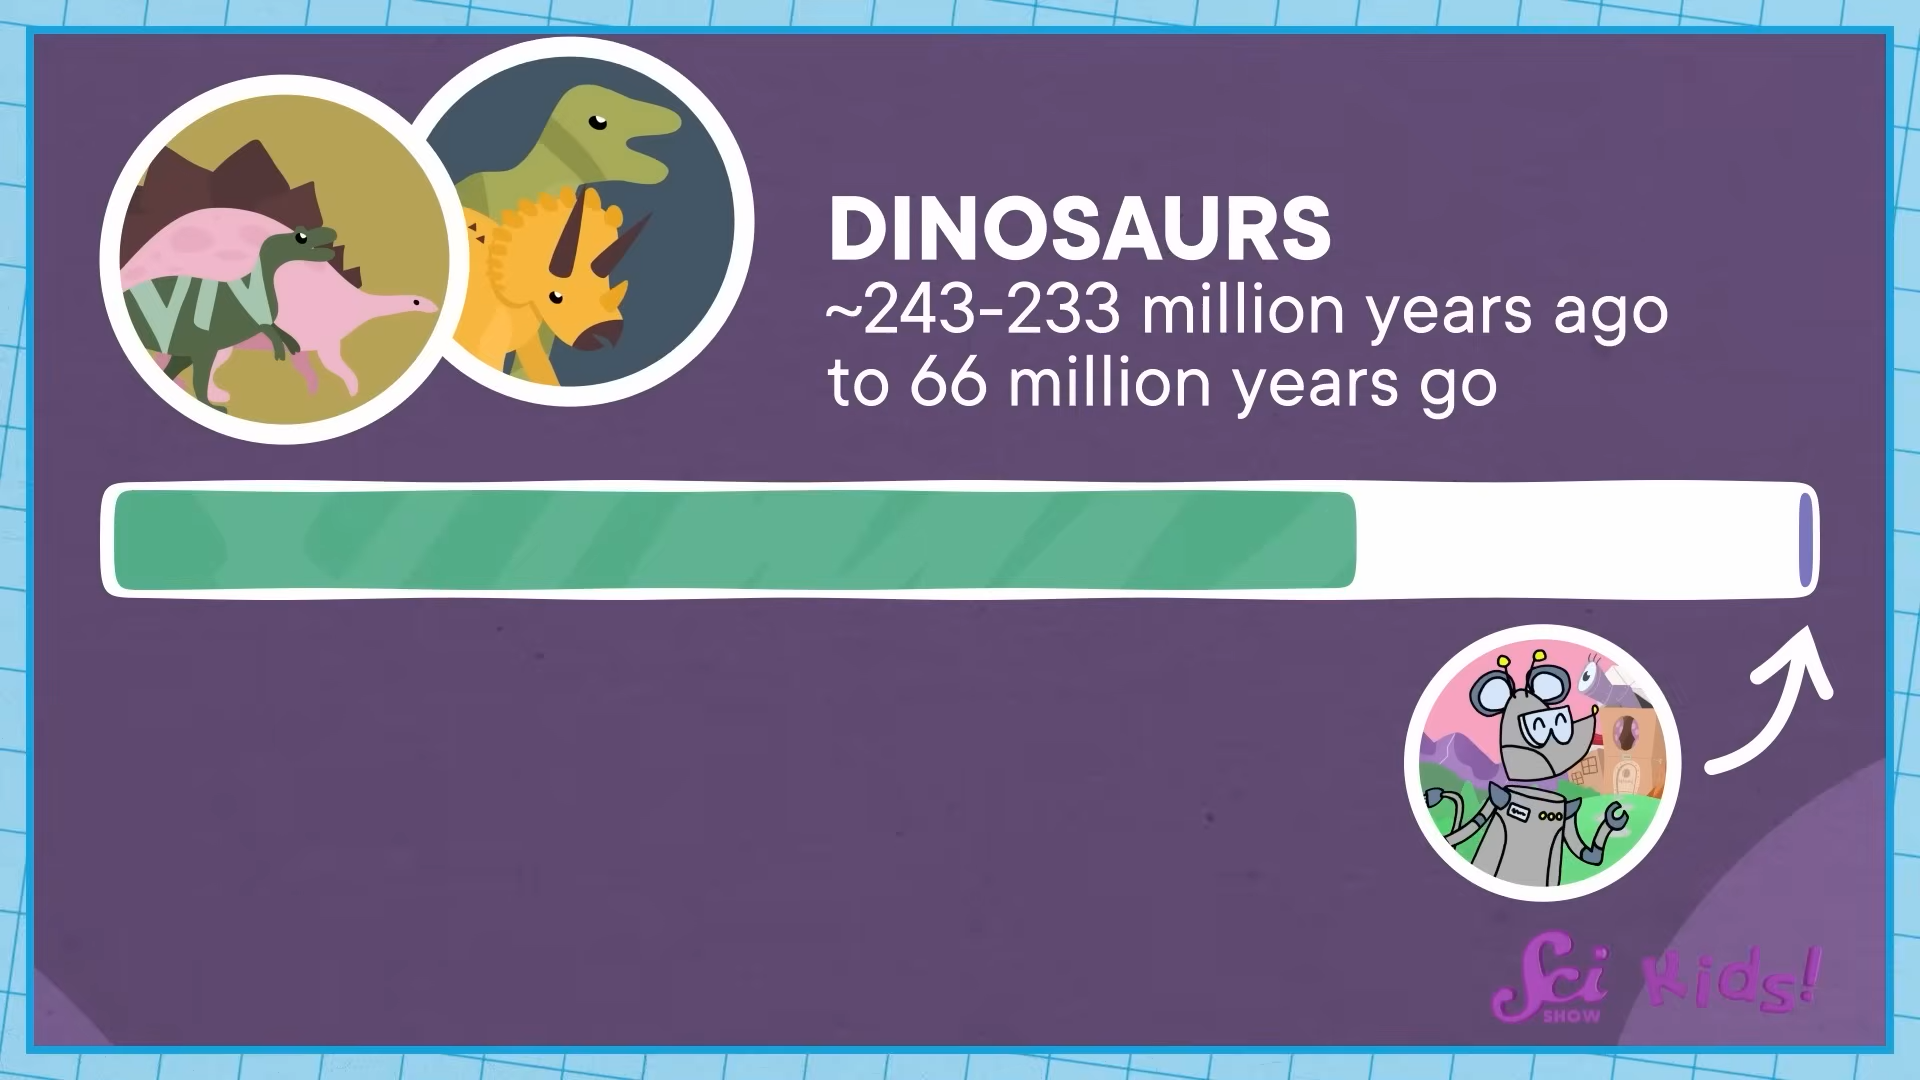 DINOSAURS
~243-233 million years ago
to 66 million years go
Sci Kids!
SHOW